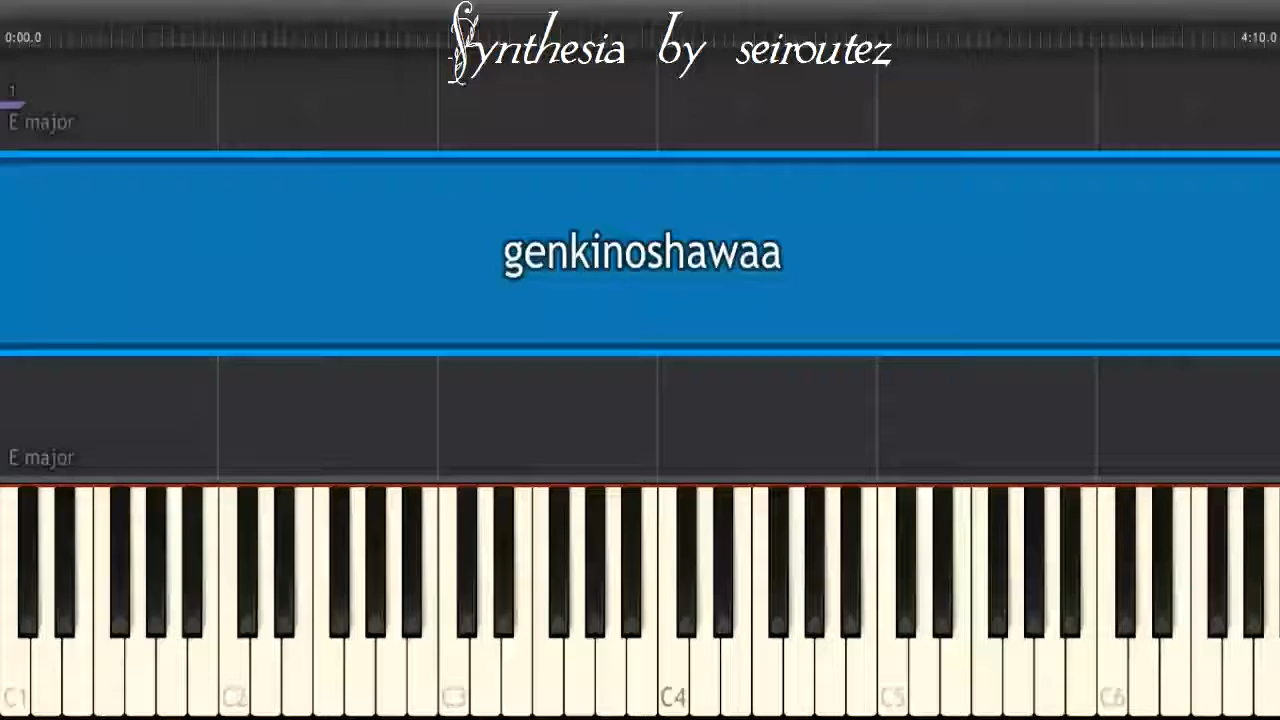 Synthesia by seiroutez
0:00.0
4:10.0
1
E major
genkinoshawaa
E major
C1 C2 C3 C4 C5 C6